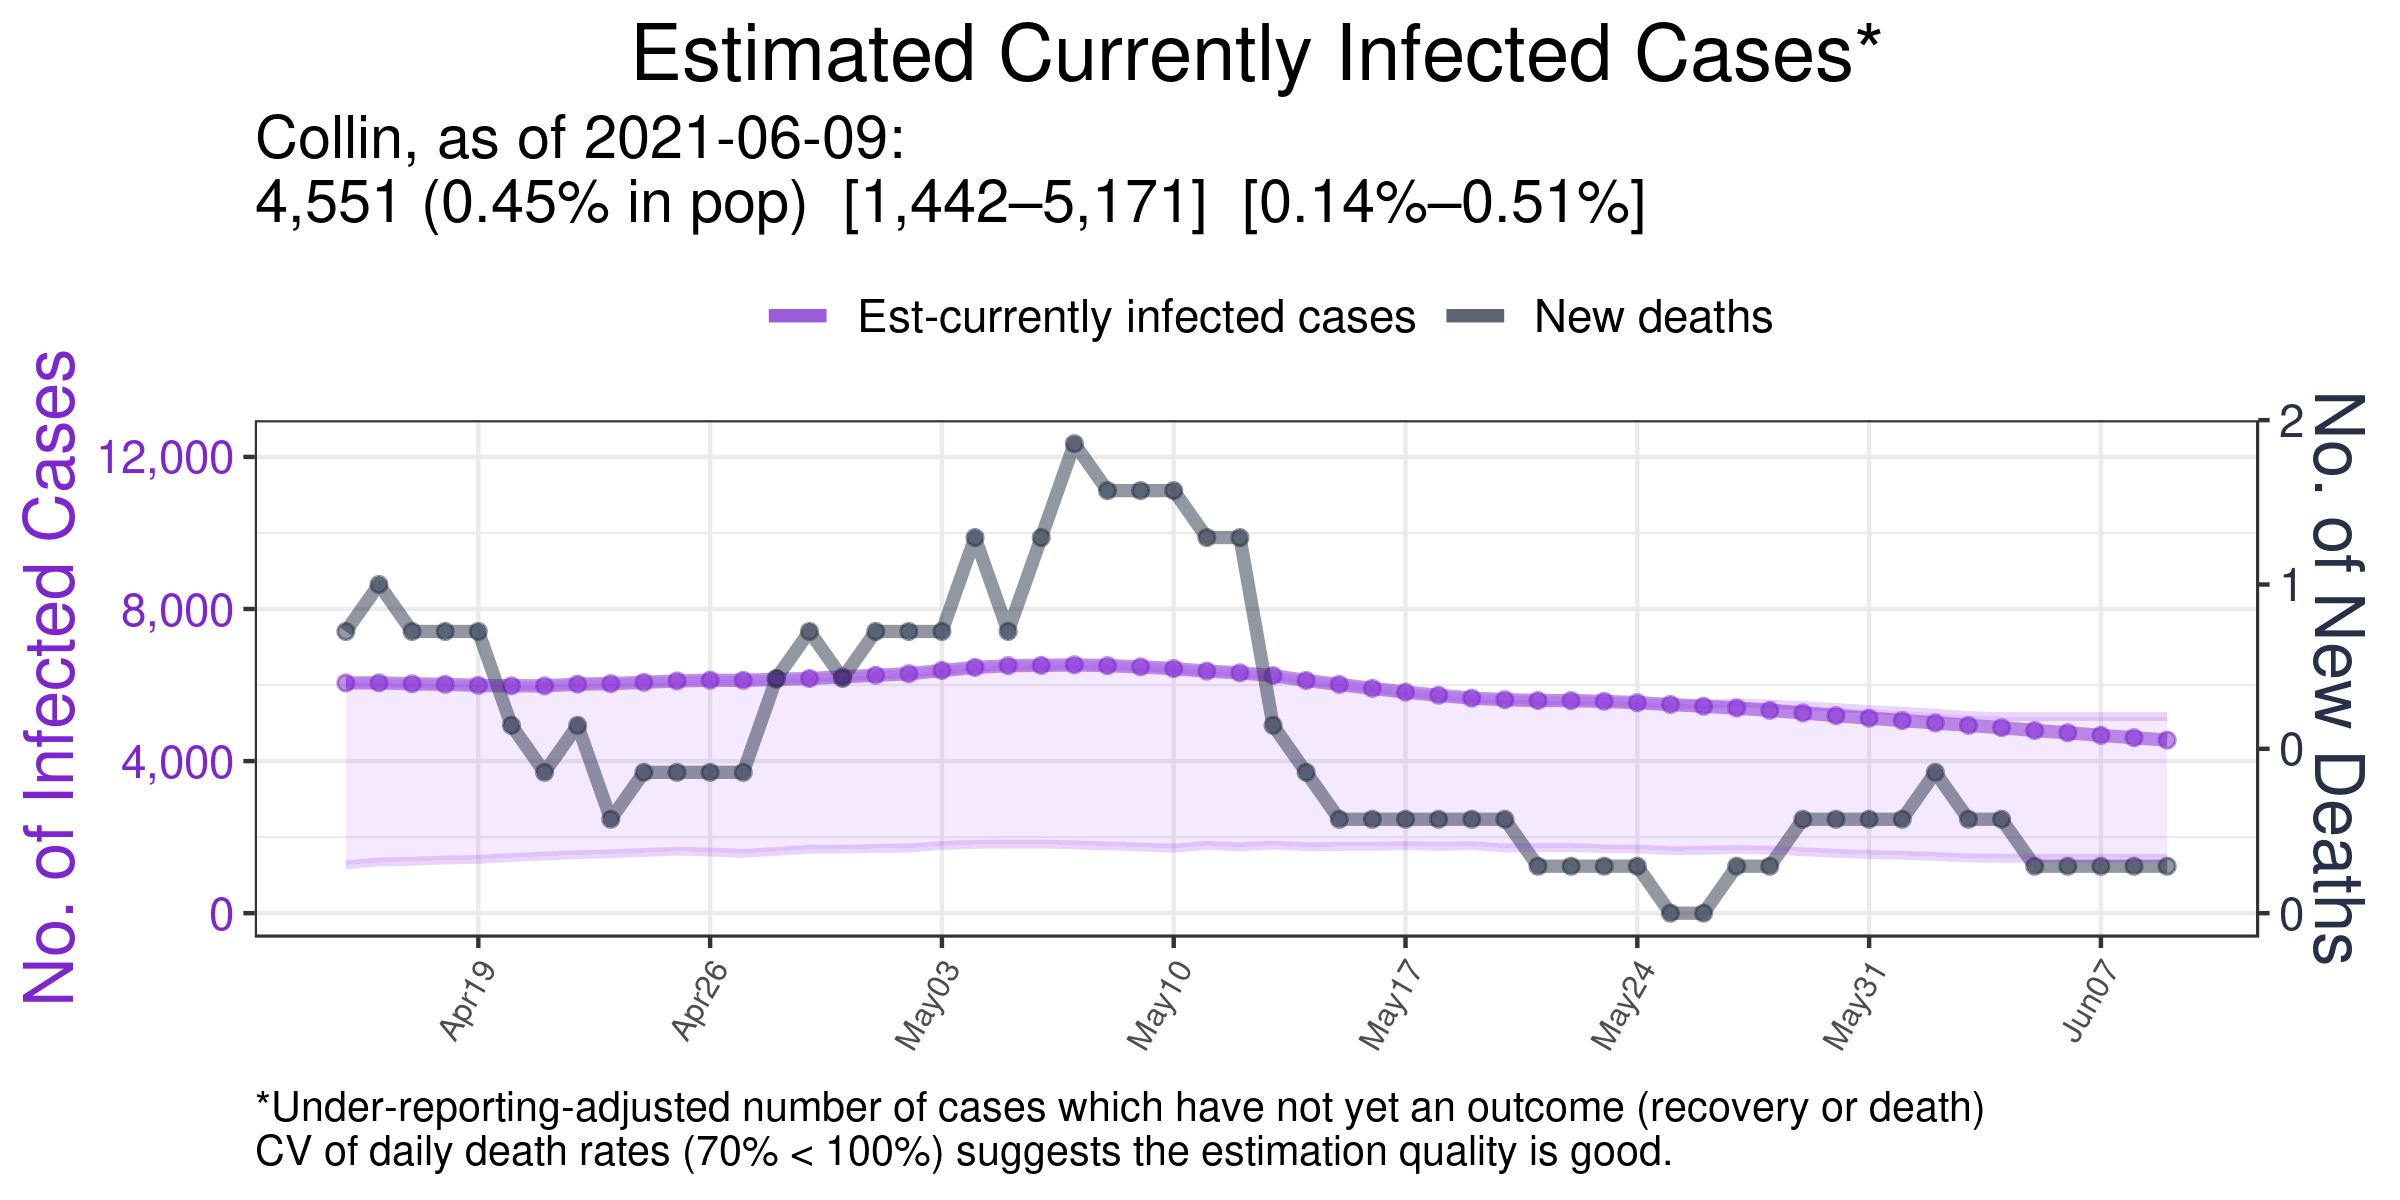 Estimated Currently Infected Cases*
Collin, as of 2021-06-09:
4,551 (0.45% in pop)  [1,442–5,171]  [0.14%–0.51%]
Est-currently infected cases
New deaths
No. of Infected Cases
12,000
8,000
4,000
0
2
1
0
0
No. of New Deaths
Apr19
Apr26
May03
May10
May17
May24
May31
Jun07
*Under-reporting-adjusted number of cases which have not yet an outcome (recovery or death)
CV of daily death rates (70% < 100%) suggests the estimation quality is good.